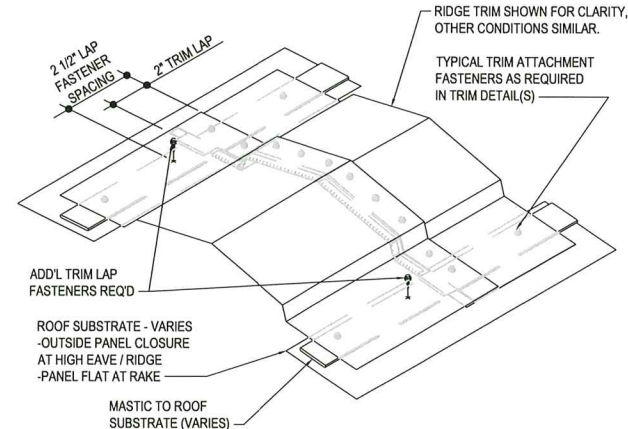 RIDGE TRIM SHOWN FOR CLARITY,
OTHER CONDITIONS SIMILAR.
TYPICAL TRIM ATTACHMENT
FASTENERS AS REQUIRED
IN TRIM DETAIL(S)
2 1/2" LAP
FASTENER
SPACING
2" TRIM LAP
ADD'L TRIM LAP
FASTENERS REQ'D
ROOF SUBSTRATE - VARIES
-OUTSIDE PANEL CLOSURE
AT HIGH EAVE / RIDGE
-PANEL FLAT AT RAKE
MASTIC TO ROOF
SUBSTRATE (VARIES)